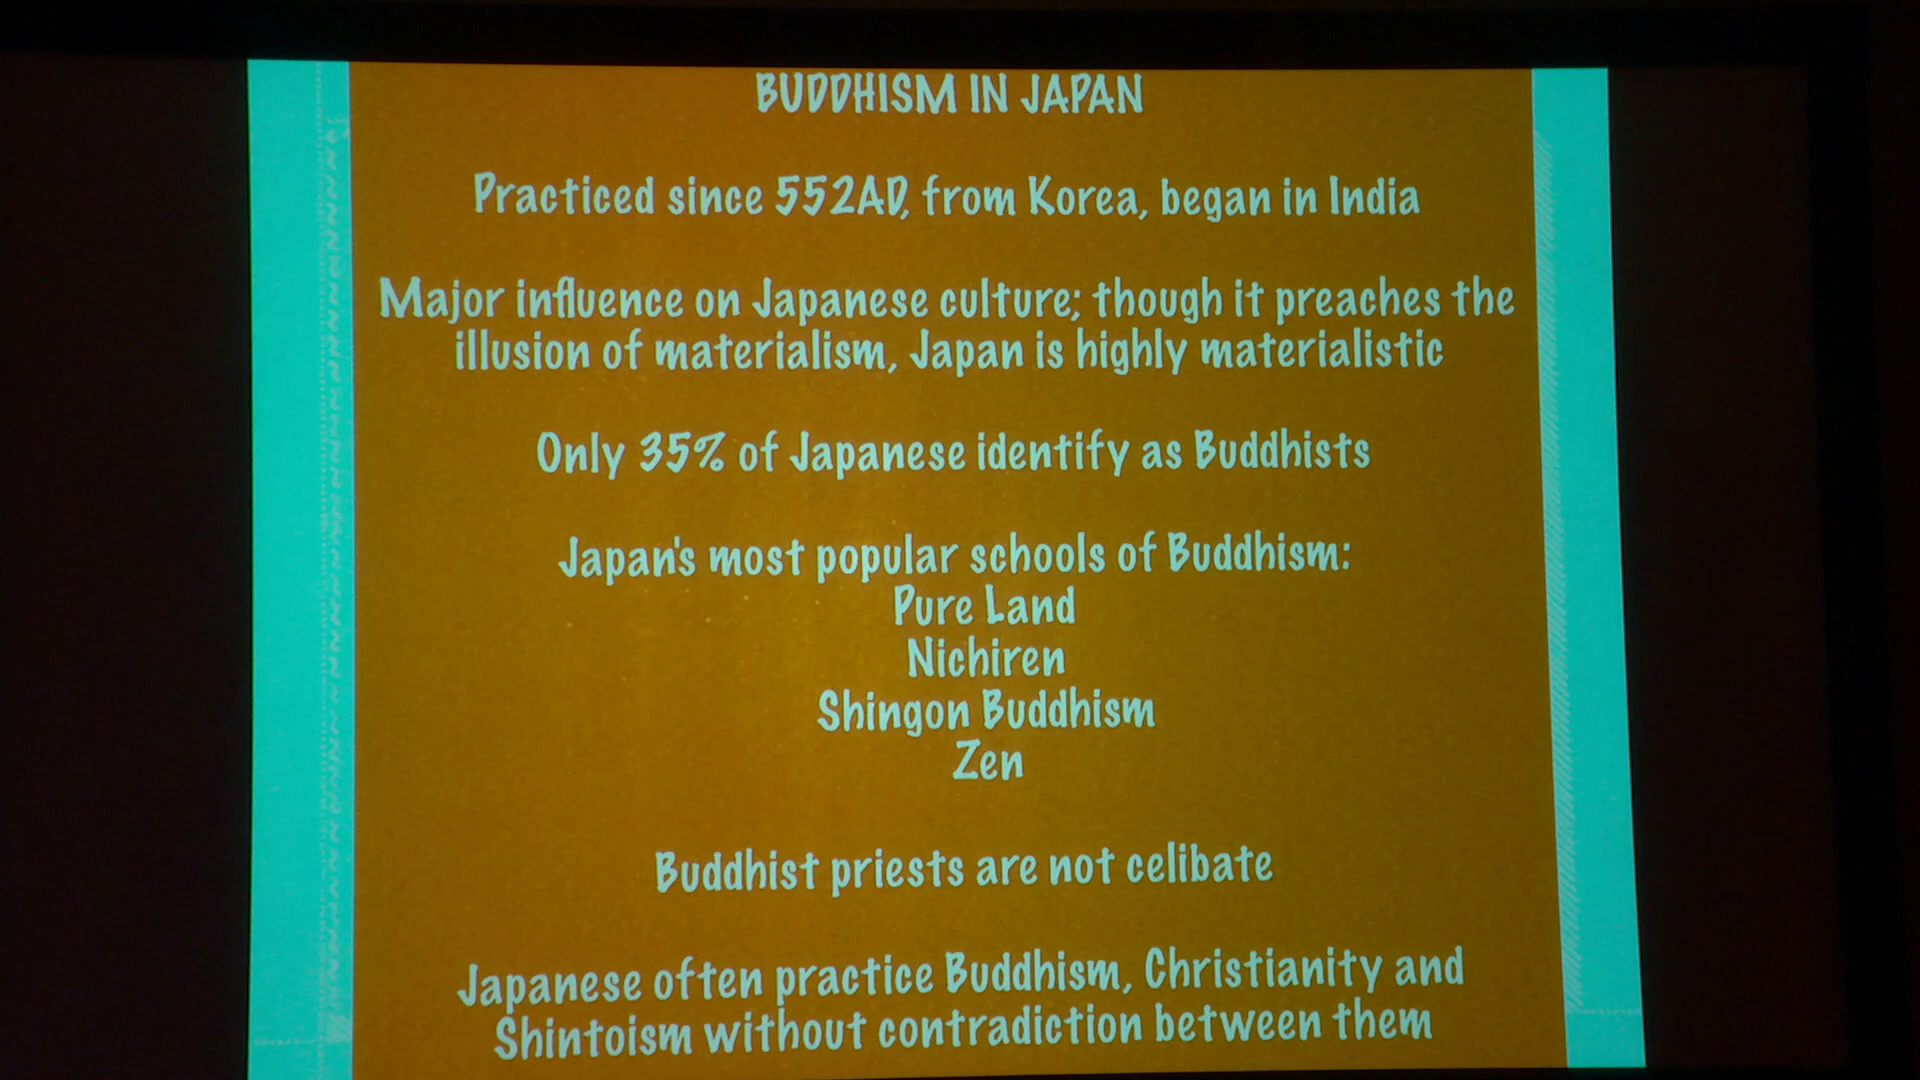 BUDDHISM IN JAPAN
Practiced since 552AD, from Korea, began in India
Major influence on Japanese culture; though it preaches the
illusion of materialism, Japan is highly materialistic
Only 35% of Japanese identify as Buddhists
Japan's most popular schools of Buddhism:
Pure Land
Nichiren
Shingon Buddhism
Zen
Buddhist priests are not celibate
Japanese often practice Buddhism, Christianity and
Shintoism without contradiction between them